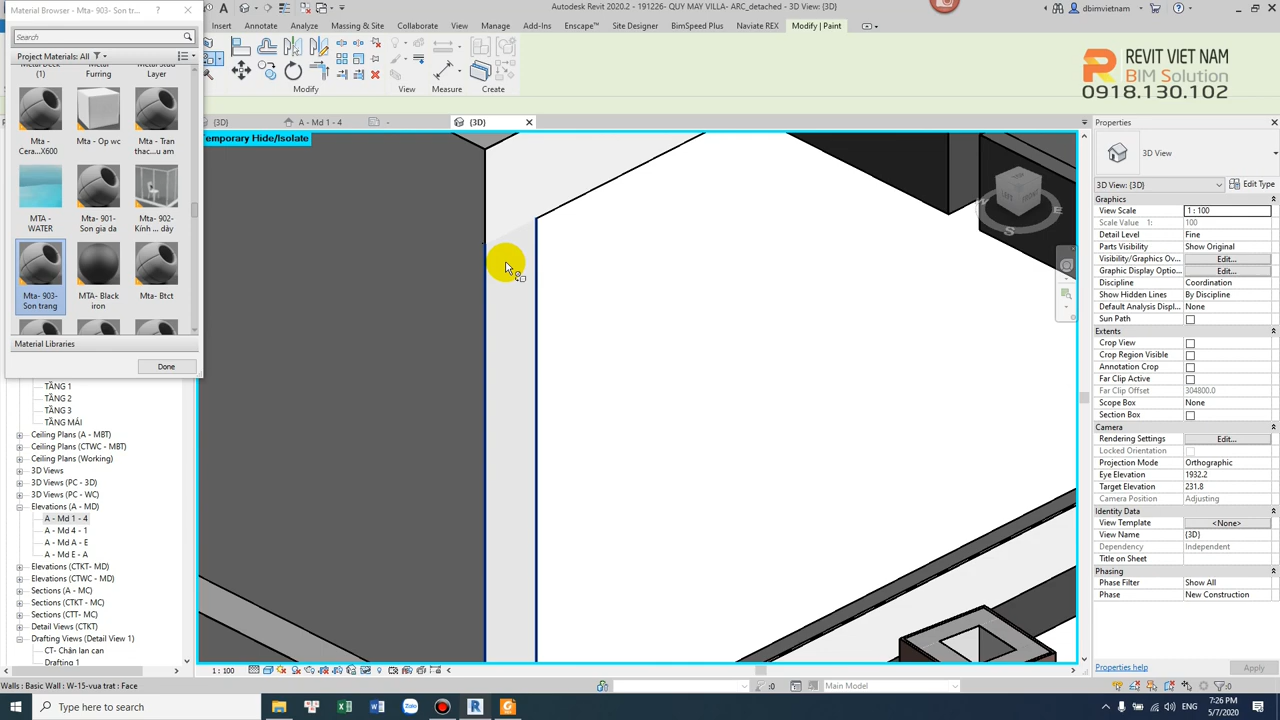 Material Browser - Mta- 903- Son tr...
Autodesk Revit 2020.2 - 191226- QUY MAY VILLA- ARC_detached - 3D View: {3D}
dbimvietnam
Insert
Annotate
Analyze
Massing & Site
Collaborate
View
Manage
Add-Ins
Enscape™
Site Designer
BimSpeed Plus
Naviate REX
Modify | Paint
Search
Project Materials: All
(1)
Furring
Layer
Mta -
Cera...X600
Mta - Op wc
Mta - Tran
thac...u am
MTA -
WATER
Mta- 901-
Son gia da
Mta- 902-
Kính ... dày
Mta- 903-
Son trang
MTA- Black
iron
Mta- Btct
Material Libraries
Done
Modify
View
Measure
Create
REVIT VIET NAM
BIM Solution
0918.130.102
{3D}
A - Md 1 - 4
{3D}
Temporary Hide/Isolate
W
S
E
TẦNG 1
TẦNG 2
TẦNG 3
TẦNG MÁI
Ceiling Plans (A - MBT)
Ceiling Plans (CTWC - MBT)
Ceiling Plans (Working)
3D Views
3D Views (PC - 3D)
3D Views (PC - WC)
Elevations (A - MD)
A - Md 1 - 4
A - Md 4 - 1
A - Md A - E
A - Md E - A
Elevations (CTKT - MD)
Elevations (CTWC - MD)
Sections (A - MC)
Sections (CTKT - MC)
Sections (CTT- MC)
Detail Views (CTKT)
Drafting Views (Detail View 1)
CT- Chân lan can
Drafting 1
Properties
3D View
3D View: {3D}
Edit Type
Graphics
View Scale
1 : 100
Scale Value 1:
100
Detail Level
Fine
Parts Visibility
Show Original
Visibility/Graphics Ov...
Edit...
Graphic Display Optio...
Edit...
Discipline
Coordination
Show Hidden Lines
By Discipline
Default Analysis Displ...
None
Sun Path
Extents
Crop View
Crop Region Visible
Annotation Crop
Far Clip Active
Far Clip Offset
304800.0
Scope Box
None
Section Box
Camera
Rendering Settings
Edit...
Locked Orientation
Projection Mode
Orthographic
Eye Elevation
1932.2
Target Elevation
231.8
Camera Position
Adjusting
Identity Data
View Template
<None>
View Name
{3D}
Dependency
Independent
Title on Sheet
Phasing
Phase Filter
Show All
Phase
New Construction
Properties help
Apply
1 : 100
Walls : Basic Wall : W-15-vua trat : Face
:0
Main Model
:0
ENG
7:26 PM
5/7/2020